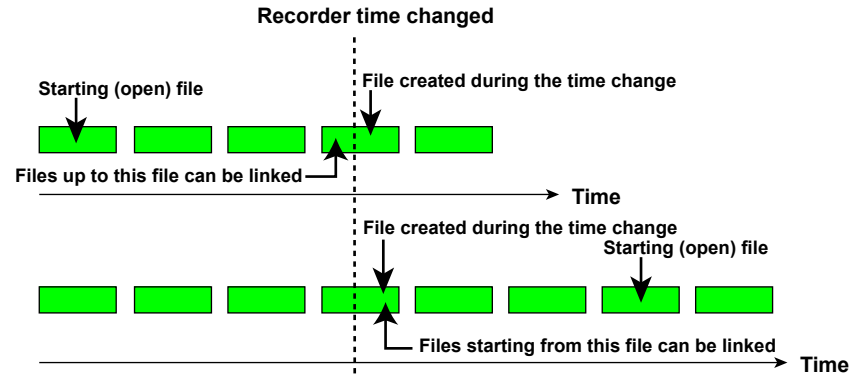 Recorder time changed
File created during the time change
Starting (open) file
Files up to this file can be linked
Time
File created during the time change
Starting (open) file
Files starting from this file can be linked
Time